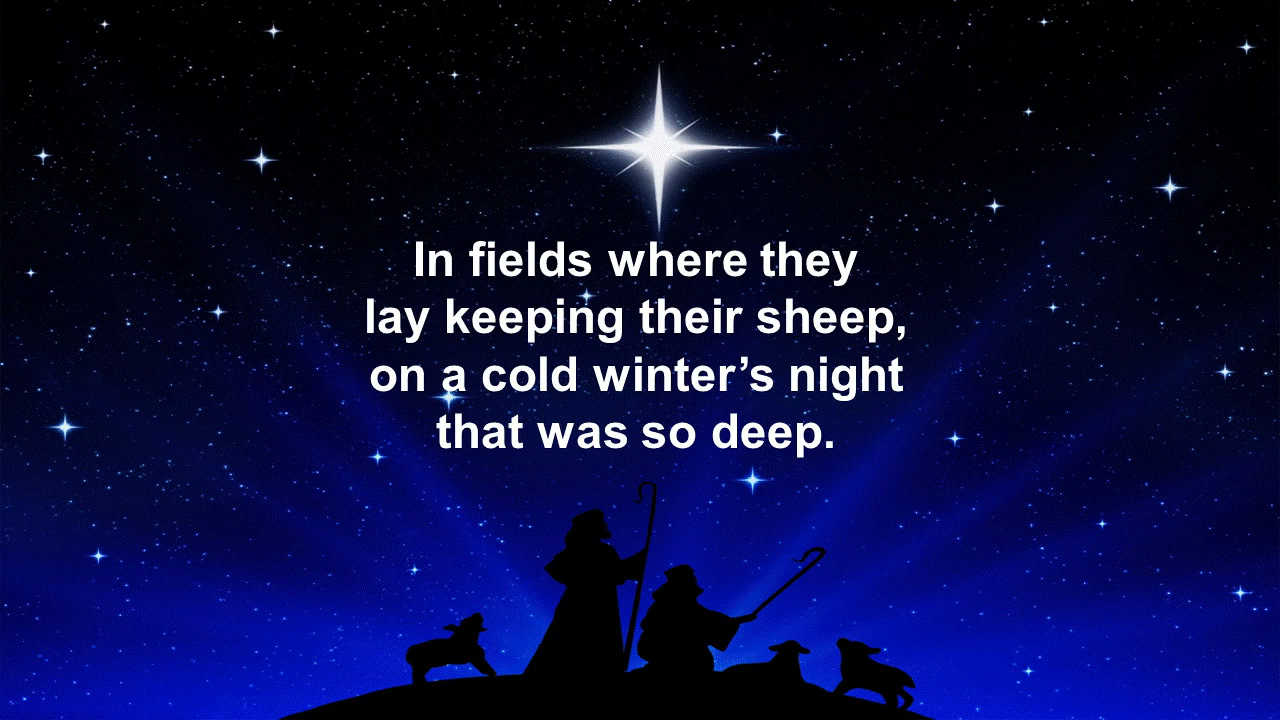 In fields where they
lay keeping their sheep,
on a cold winter’s night
that was so deep.